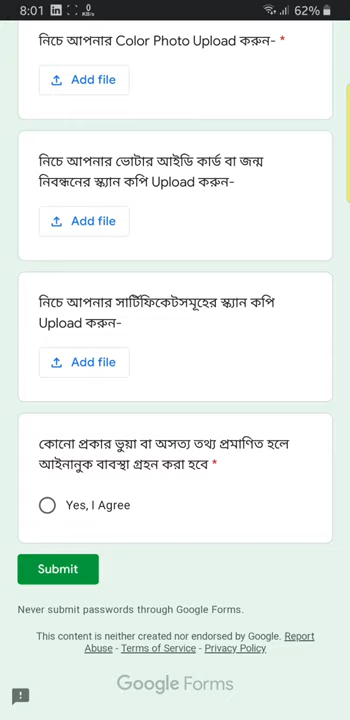 8:01
0
KB/s
62%
নিচে আপনার Color Photo Upload করুন- *
Add file
নিচে আপনার ভোটার আইডি কার্ড বা জন্ম
নিবন্ধনের স্ক্যান কপি Upload করুন-
Add file
নিচে আপনার সার্টিফিকেটসমূহের স্ক্যান কপি
Upload করুন-
Add file
কোনো প্রকার ভুয়া বা অসত্য তথ্য প্রমাণিত হলে
আইনানুক বাবস্থা গ্রহন করা হবে *
Yes, I Agree
Submit
Never submit passwords through Google Forms.
This content is neither created nor endorsed by Google. Report
Abuse - Terms of Service - Privacy Policy
Google Forms